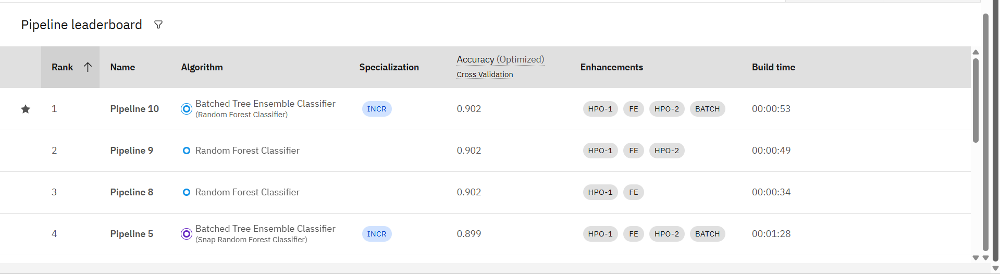 Pipeline leaderboard
Rank Name Algorithm Specialization Accuracy (Optimized) Enhancements Build time
Cross Validation
1 Pipeline 10 Batched Tree Ensemble Classifier INCR 0.902 HPO-1 FE HPO-2 BATCH 00:00:53
(Random Forest Classifier)
2 Pipeline 9 Random Forest Classifier 0.902 HPO-1 FE HPO-2 00:00:49
3 Pipeline 8 Random Forest Classifier 0.902 HPO-1 FE 00:00:34
4 Pipeline 5 Batched Tree Ensemble Classifier INCR 0.899 HPO-1 FE HPO-2 BATCH 00:01:28
(Snap Random Forest Classifier)